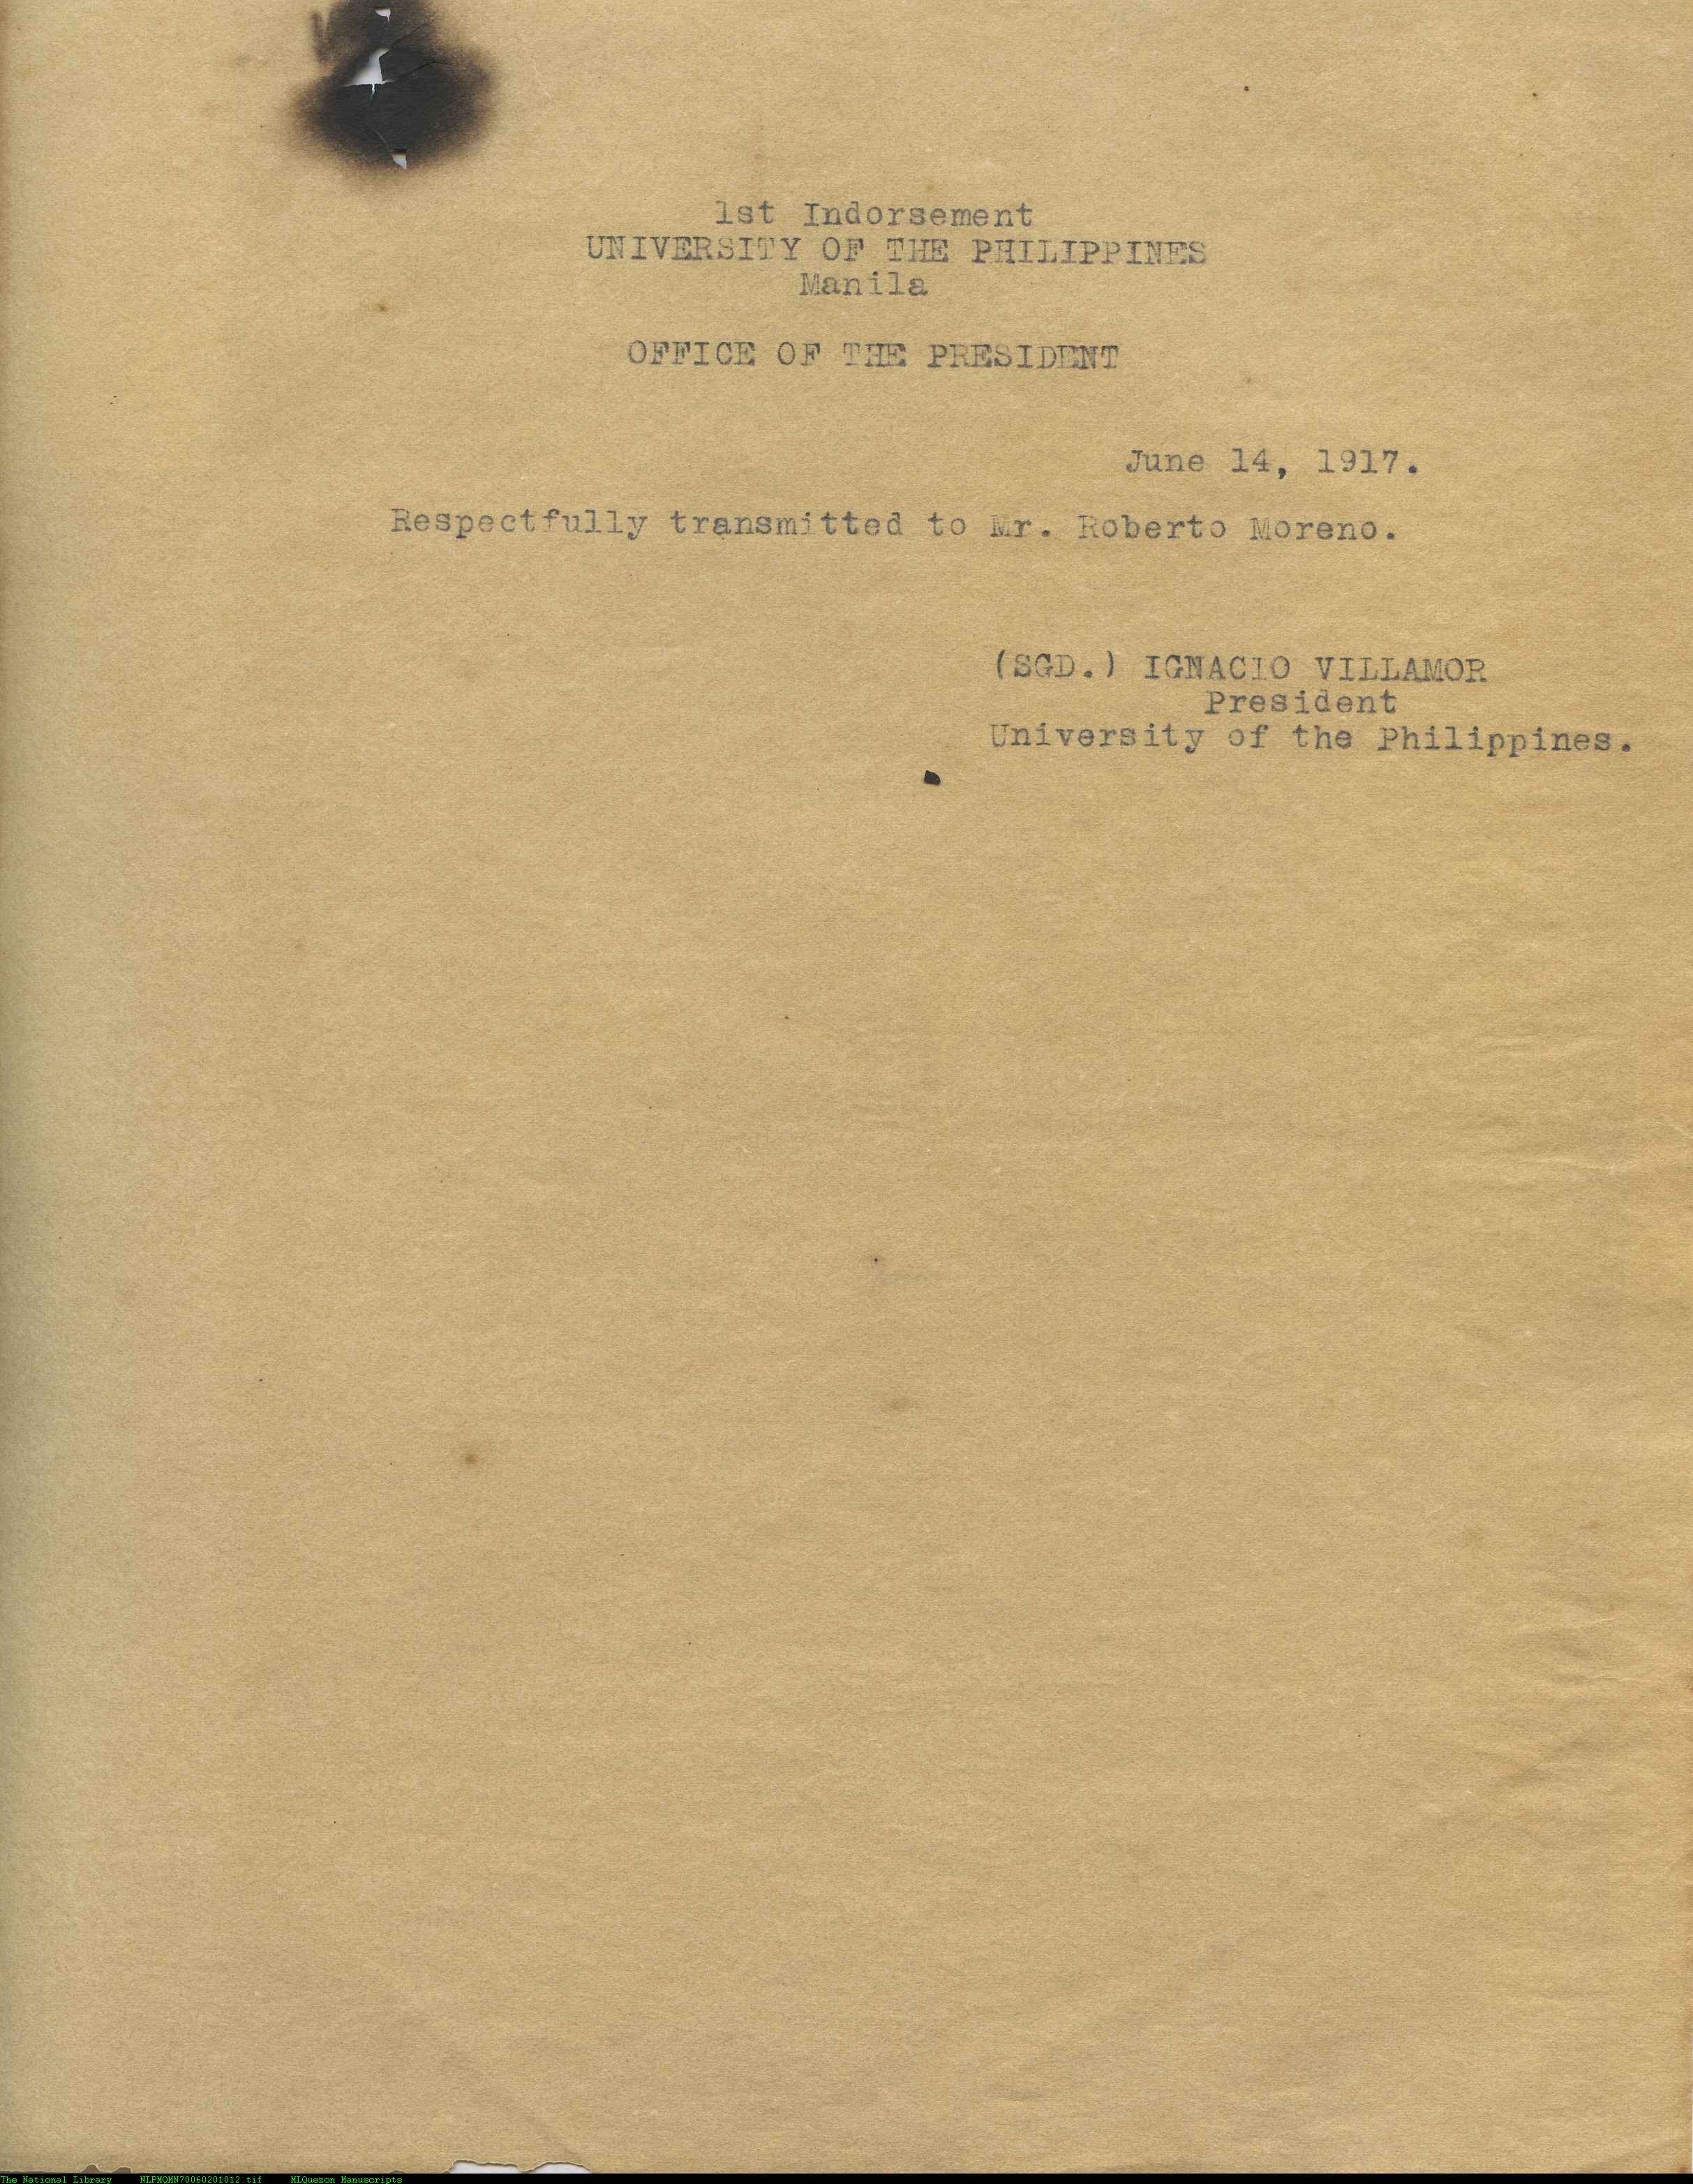 1st Indorsement
UNIVERSITY OF THE PHILIPPINES
Manila
OFFICE OF THE PRESIDENT
June 14, 1917.
Respectfully transmitted to Mr. Roberto Moreno.
(SGD.) IGNACIO VILLAMOR
President
University of the Philippines.
The National Library NLPMQMN70060201012.tif MLQuezon Manuscripts